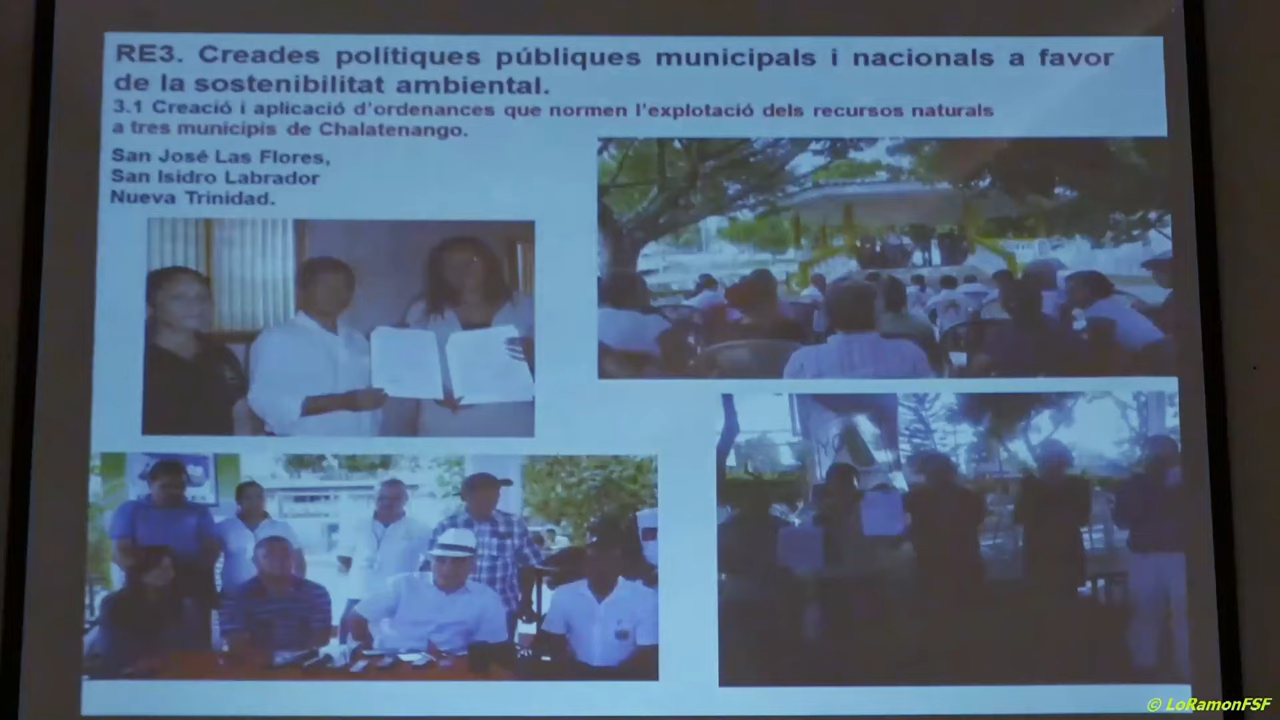 RE3. Creades polítiques públiques municipals i nacionals a favor
de la sostenibilitat ambiental.
3.1 Creació i aplicació d'ordenances que normen l'explotació dels recursos naturals
a tres municipis de Chalatenango.
San José Las Flores,
San Isidro Labrador
Nueva Trinidad.
© LoRamonFSF